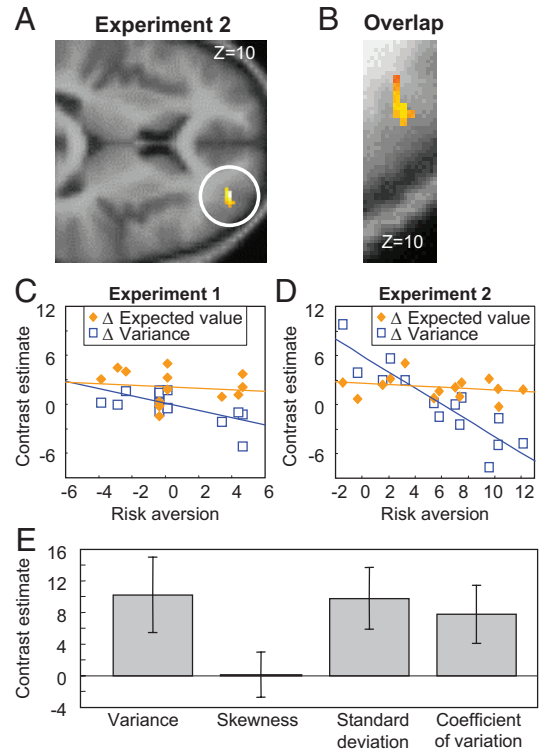 A
Experiment 2
Z=10
B
Overlap
Z=10
C
Experiment 1
Δ Expected value
Δ Variance
Contrast estimate
12
6
0
-6
-6 -4 -2 0 2 4 6
Risk aversion
D
Experiment 2
Δ Expected value
Δ Variance
12
6
0
-6
-2 0 2 4 6 8 10 12
Risk aversion
E
Contrast estimate
16
12
8
4
0
-4
Variance
Skewness
Standard
deviation
Coefficient
of variation